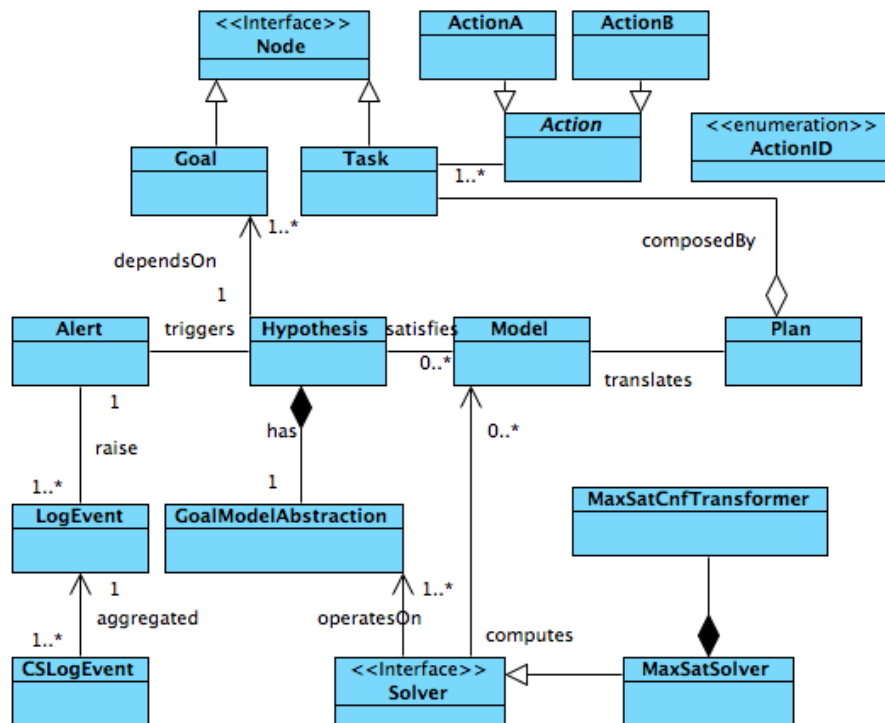 <<Interface>>
Node
ActionA
ActionB
Action
<<enumeration>>
ActionID
Goal
Task
1..*
1..*
composedBy
dependsOn
1
Alert
triggers
Hypothesis
satisfies
Model
Plan
0..*
translates
1
has
0..*
raise
1..*
1
LogEvent
GoalModelAbstraction
MaxSatCnfTransformer
1
1..*
aggregated
operatesOn
1..*
computes
CSLogEvent
<<Interface>>
Solver
MaxSatSolver